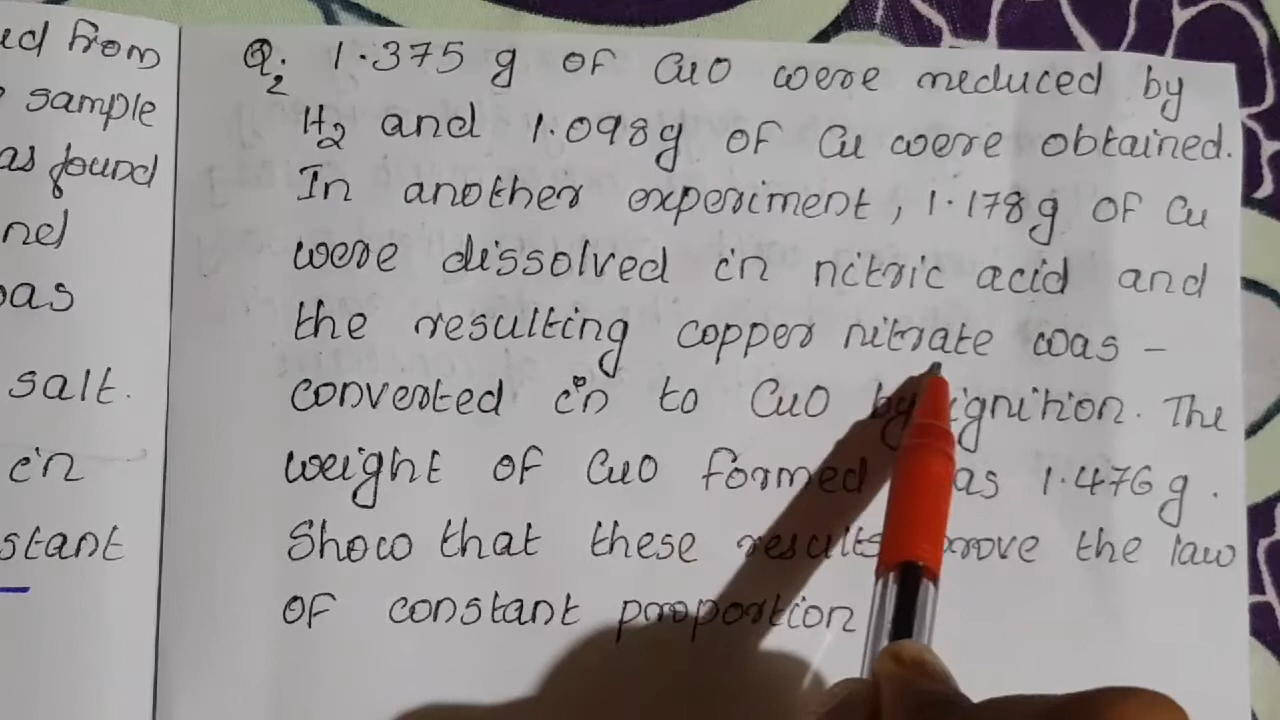 ed from
sample
as found
nel
as
salt.
in
stant
Q.2 1.375 g of CuO were reduced by
H2 and 1.098g of Cu were obtained.
In another experiment, 1.178g of Cu
were dissolved in nitric acid and
the resulting copper nitrate was -
converted in to CuO by ignition. The
weight of CuO formed as 1.476g.
Show that these results prove the law
of constant proportion